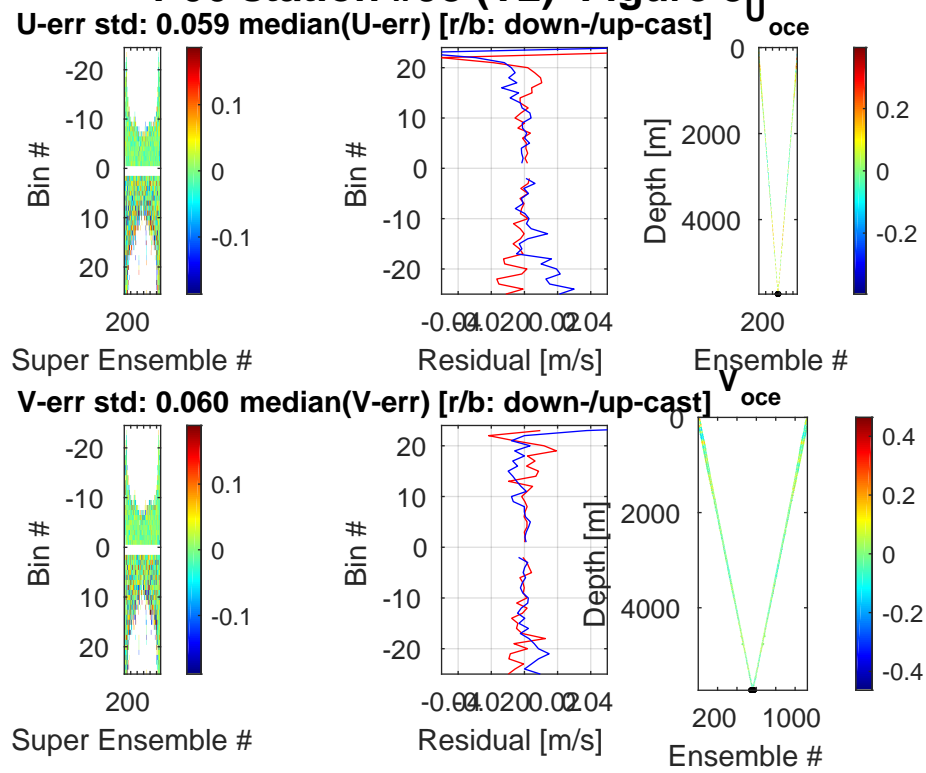 U-err std: 0.059
median(U-err) [r/b: down-/up-cast]
U oce
-20
-10
0
10
20
Bin #
200
Super Ensemble #
0.1
0
-0.1
20
10
0
-10
-20
Bin #
Residual [m/s]
0
2000
4000
Depth [m]
200
Ensemble #
0.2
0
-0.2
V-err std: 0.060
median(V-err) [r/b: down-/up-cast]
V oce
-20
-10
0
10
20
Bin #
200
Super Ensemble #
0.1
0
-0.1
20
10
0
-10
-20
Bin #
Residual [m/s]
0
2000
4000
Depth [m]
200 1000
Ensemble #
0.4
0.2
0
-0.2
-0.4